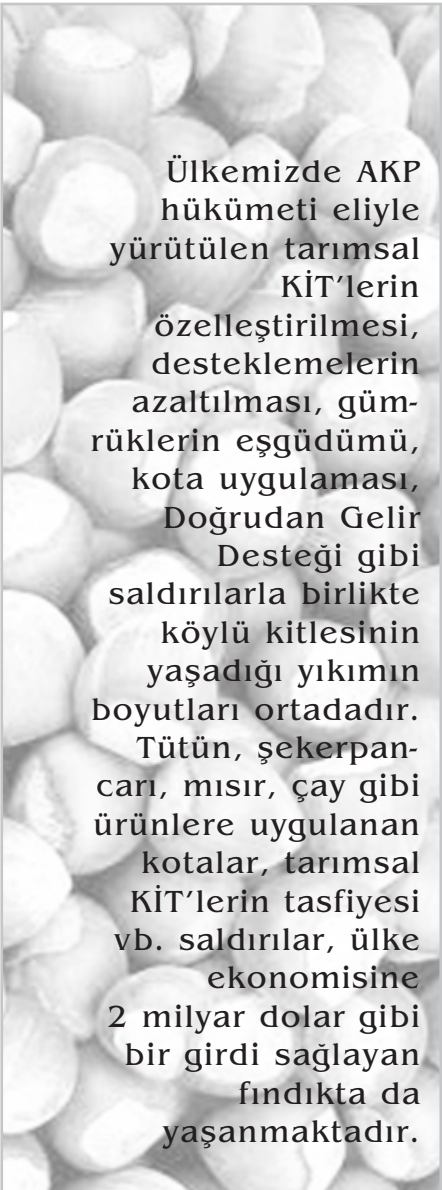 Ülkemizde AKP
hükümeti eliyle
yürütülen tarımsal
KİT'lerin
özelleştirilmesi,
desteklemelerin
azaltılması, güm-
rüklerin eşgüdümü,
kota uygulaması,
Doğrudan Gelir
Desteği gibi
saldırılarla birlikte
köylü kitlesinin
yaşadığı yıkımın
boyutları ortadadır.
Tütün, şekerpan-
carı, mısır, çay gibi
ürünlere uygulanan
kotalar, tarımsal
KİT'lerin tasfiyesi
vb. saldırılar, ülke
ekonomisine
2 milyar dolar gibi
bir girdi sağlayan
fındıkta da
yaşanmaktadır.